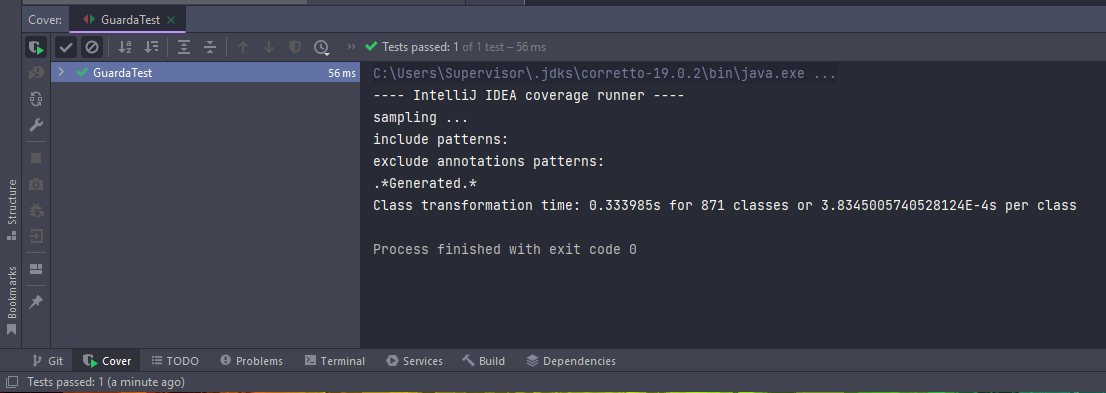 Cover:
GuardaTest
Tests passed: 1 of 1 test – 56 ms
GuardaTest
56 ms
C:\Users\Supervisor\.jdks\corretto-19.0.2\bin\java.exe ...
---- IntelliJ IDEA coverage runner ----
sampling ...
include patterns:
exclude annotations patterns:
.*Generated.*
Class transformation time: 0.333985s for 871 classes or 3.8345005740528124E-4s per class
Process finished with exit code 0
Structure
Bookmarks
Git
Cover
TODO
Problems
Terminal
Services
Build
Dependencies
Tests passed: 1 (a minute ago)